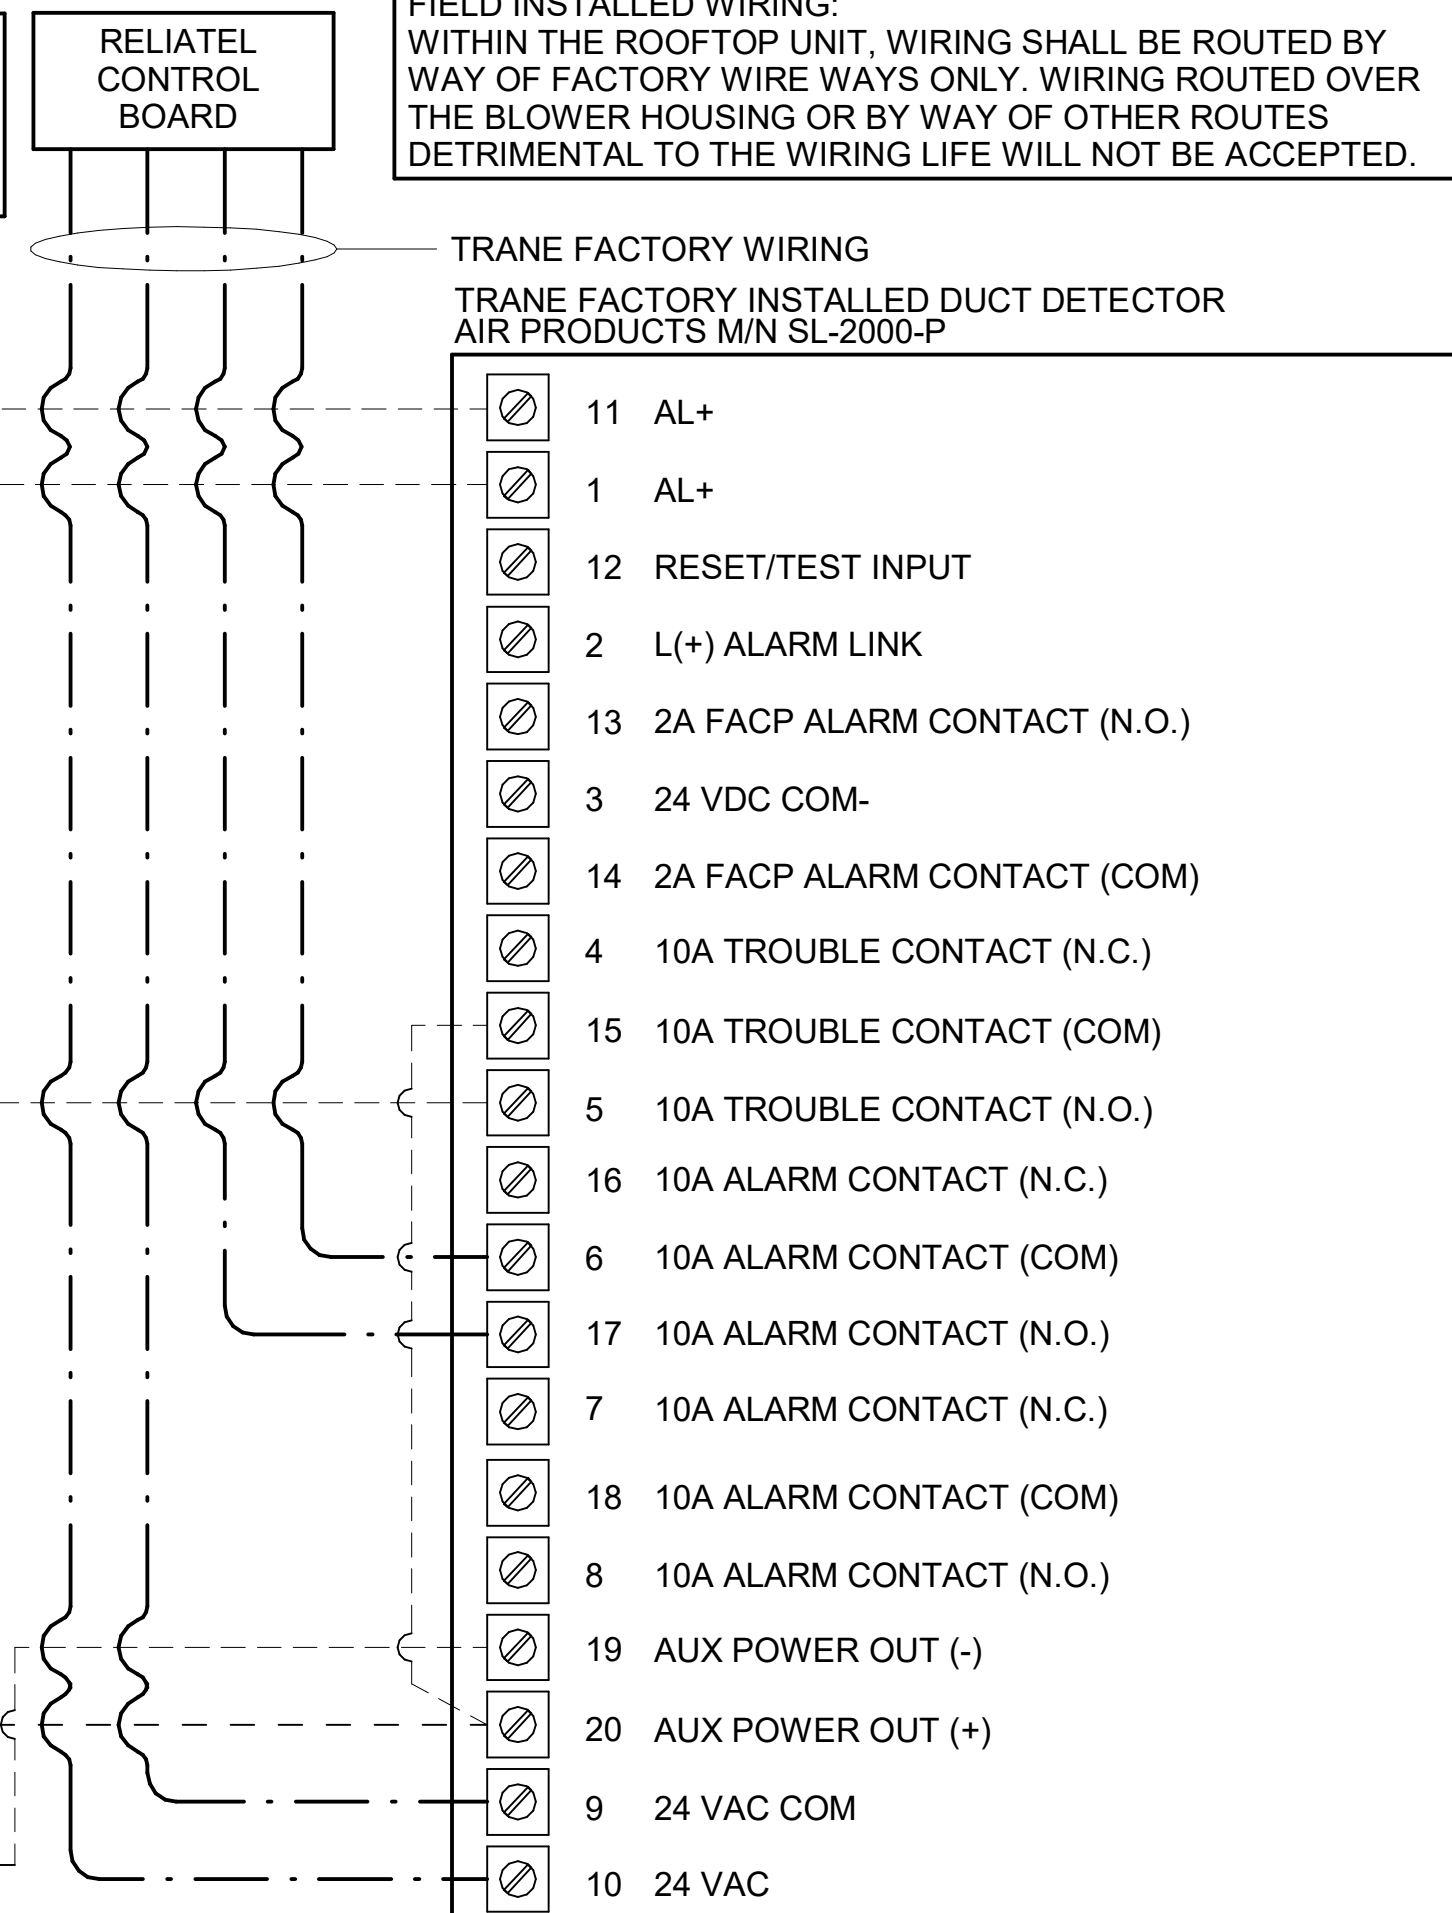 RELIATEL
CONTROL
BOARD
FIELD INSTALLED WIRING:
WITHIN THE ROOFTOP UNIT, WIRING SHALL BE ROUTED BY
WAY OF FACTORY WIRE WAYS ONLY. WIRING ROUTED OVER
THE BLOWER HOUSING OR BY WAY OF OTHER ROUTES
DETRIMENTAL TO THE WIRING LIFE WILL NOT BE ACCEPTED.
TRANE FACTORY WIRING
TRANE FACTORY INSTALLED DUCT DETECTOR
AIR PRODUCTS M/N SL-2000-P
11 AL+
1 AL+
12 RESET/TEST INPUT
2 L(+) ALARM LINK
13 2A FACP ALARM CONTACT (N.O.)
3 24 VDC COM-
14 2A FACP ALARM CONTACT (COM)
4 10A TROUBLE CONTACT (N.C.)
15 10A TROUBLE CONTACT (COM)
5 10A TROUBLE CONTACT (N.O.)
16 10A ALARM CONTACT (N.C.)
6 10A ALARM CONTACT (COM)
17 10A ALARM CONTACT (N.O.)
7 10A ALARM CONTACT (N.C.)
18 10A ALARM CONTACT (COM)
8 10A ALARM CONTACT (N.O.)
19 AUX POWER OUT (-)
20 AUX POWER OUT (+)
9 24 VAC COM
10 24 VAC